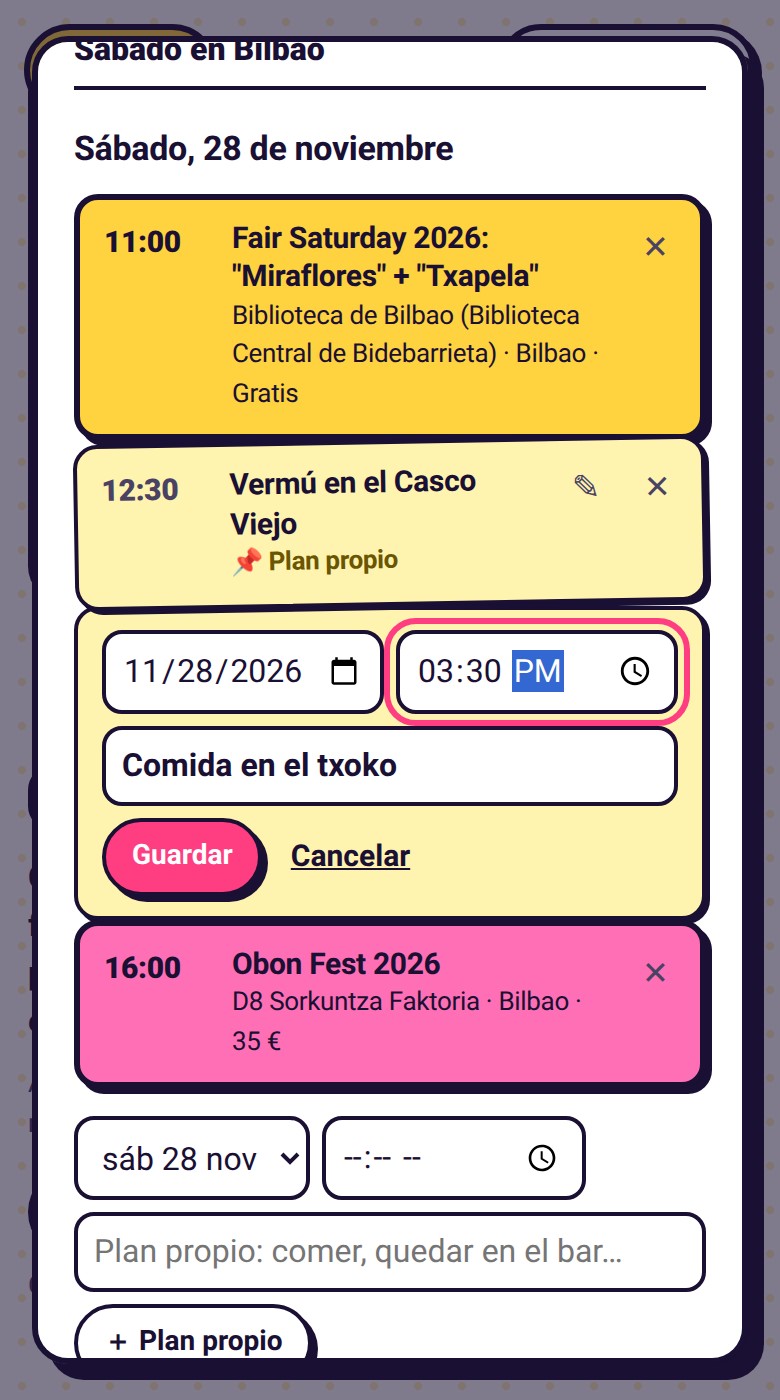 Sábado en Bilbao
Sábado, 28 de noviembre
11:00
Fair Saturday 2026:
"Miraflores" + "Txapela"
Biblioteca de Bilbao (Biblioteca
Central de Bidebarrieta) · Bilbao ·
Gratis
✕
12:30
Vermú en el Casco
Viejo
📌 Plan propio
✎ ✕
11/28/2026
03:30 PM
Comida en el txoko
Guardar
Cancelar
16:00
Obon Fest 2026
D8 Sorkuntza Faktoria · Bilbao ·
35 €
✕
sáb 28 nov
--:-- --
Plan propio: comer, quedar en el bar…
+ Plan propio